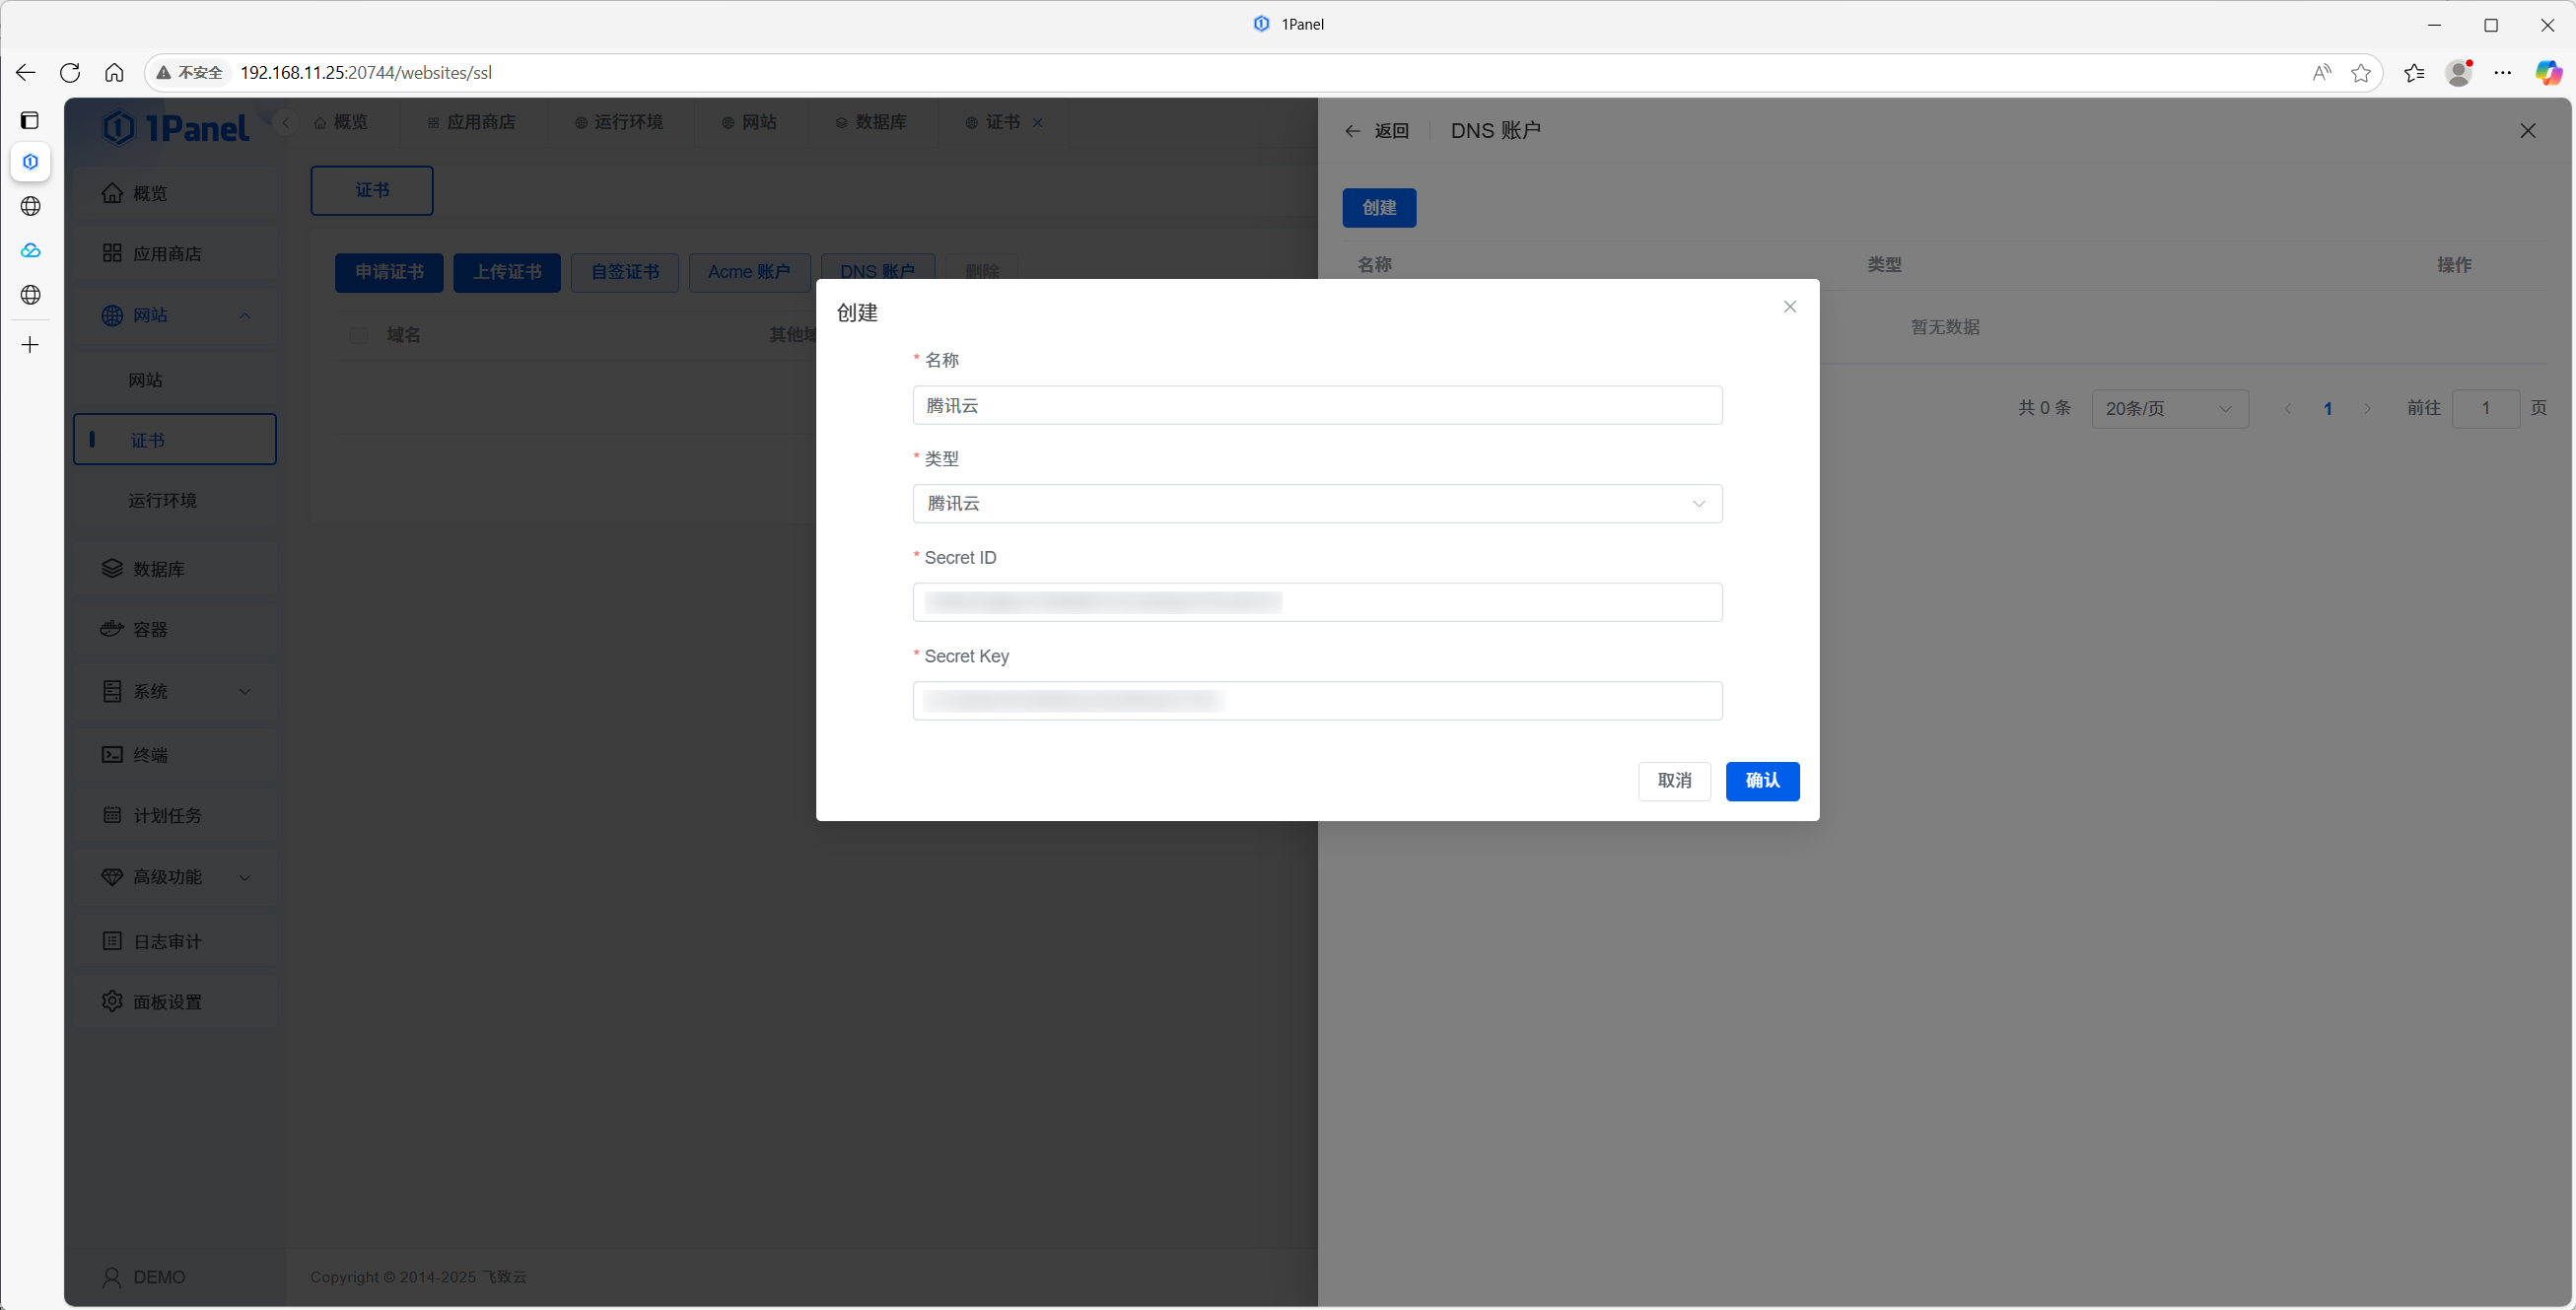 1Panel
不安全 192.168.11.25:20744/websites/ssl
1Panel
概览
应用商店
运行环境
网站
数据库
证书
概览
应用商店
网站
网站
证书
运行环境
数据库
容器
系统
终端
计划任务
高级功能
日志审计
面板设置
DEMO
证书
申请证书 上传证书 自签证书 Acme 账户 DNS 账户 删除
域名 其他域
Copyright © 2014-2025 飞致云
返回 DNS 账户
创建
名称 类型 操作
暂无数据
共 0 条 20条/页 1 前往 1 页
创建
* 名称
腾讯云
* 类型
腾讯云
* Secret ID
* Secret Key
取消 确认